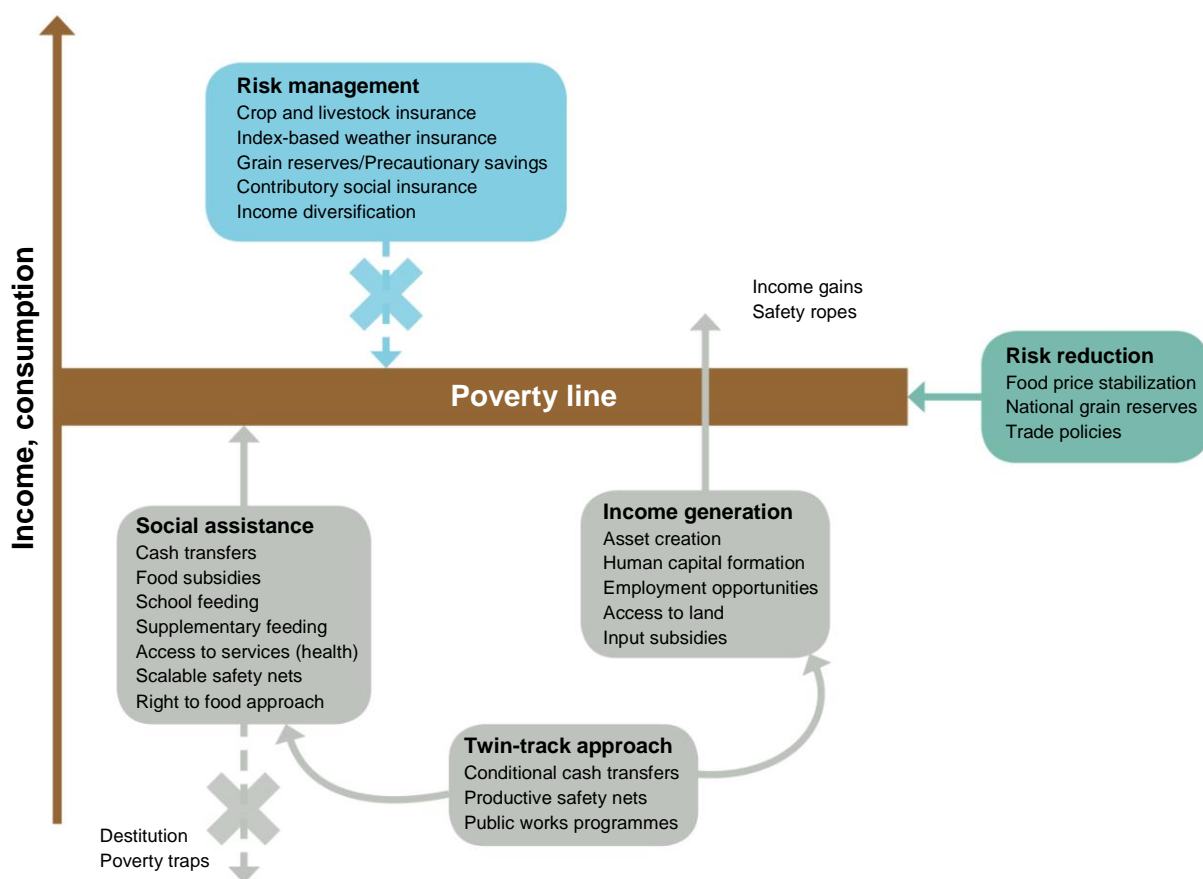 Income, consumption
Risk management
Crop and livestock insurance
Index-based weather insurance
Grain reserves/Precautionary savings
Contributory social insurance
Income diversification
Income gains
Safety ropes
Poverty line
Risk reduction
Food price stabilization
National grain reserves
Trade policies
Social assistance
Cash transfers
Food subsidies
School feeding
Supplementary feeding
Access to services (health)
Scalable safety nets
Right to food approach
Income generation
Asset creation
Human capital formation
Employment opportunities
Access to land
Input subsidies
Twin-track approach
Conditional cash transfers
Productive safety nets
Public works programmes
Destitution
Poverty traps